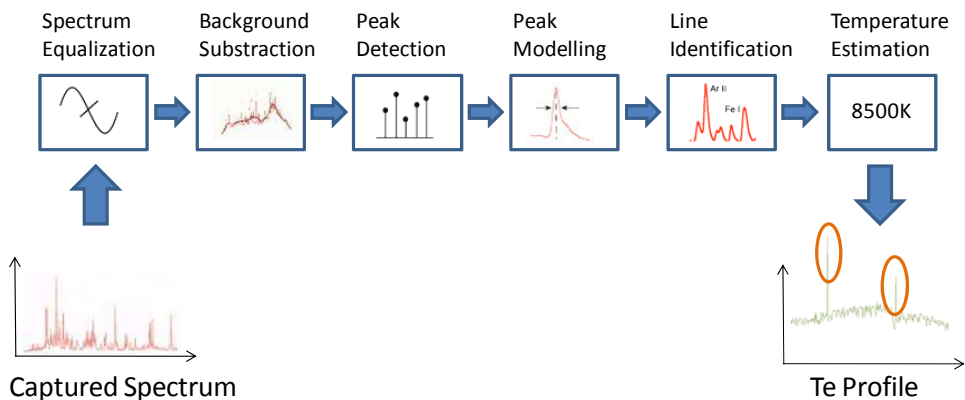 Spectrum
Equalization
Background
Substraction
Peak
Detection
Peak
Modelling
Line
Identification
Temperature
Estimation
Ar II
Fe I
8500K
Captured Spectrum
Te Profile